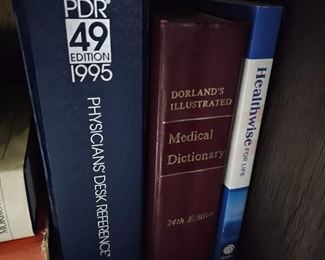 PDR
49
EDITION
1995
PHYSICIANS' DESK REFERENCE
DORLAND'S
ILLUSTRATED
Medical
Dictionary
24th Edition
Healthwise FOR LIFE